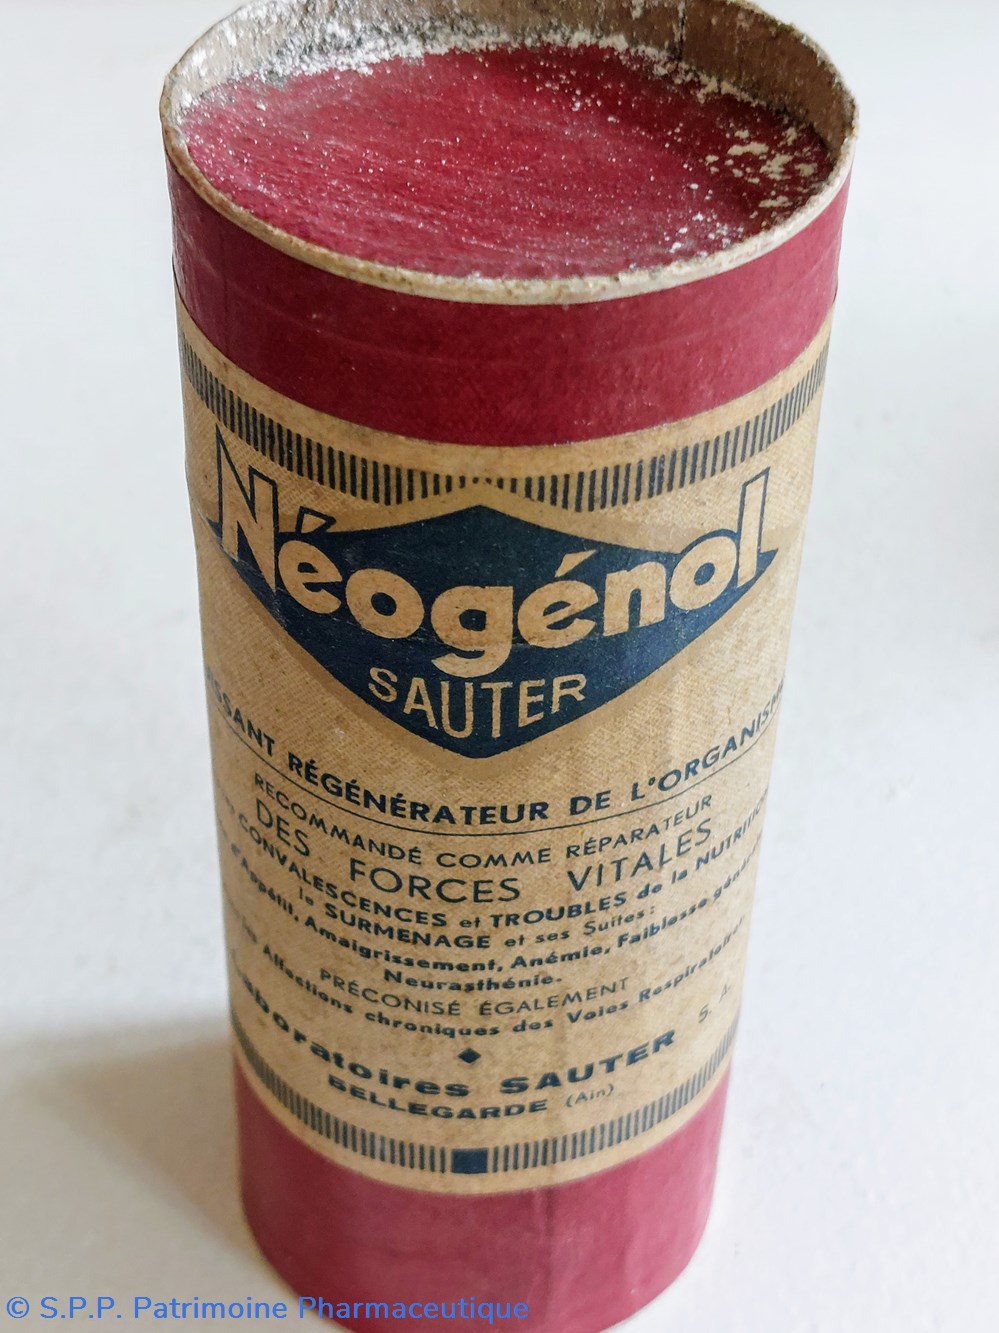 Néogénol
SAUTER
RÉGÉNÉRATEUR DE L'ORGANISME
RECOMMANDÉ COMME RÉPARATEUR
DES FORCES VITALES
CONVALESCENCES et TROUBLES de la NUTRITION
le SURMENAGE et ses Suites:
d'Appétit, Amaigrissement, Anémie, Faiblesse générale
Neurasthénie.
PRÉCONISÉ ÉGALEMENT
Affections chroniques des Voies Respiratoires
Laboratoires SAUTER S. A.
BELLEGARDE (Ain)
© S.P.P. Patrimoine Pharmaceutique